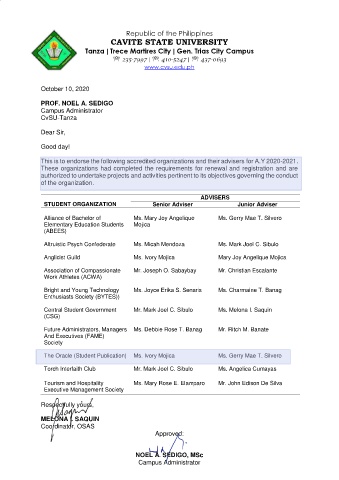 Republic of the Philippines
CAVITE STATE UNIVERSITY
Tanza | Trece Martires City | Gen. Trias City Campus
☏ 235-7997 | ☏ 410-5247 | ☏ 437-0693
www.cvsu.edu.ph
October 10, 2020
PROF. NOEL A. SEDIGO
Campus Administrator
CvSU-Tanza
Dear Sir,
Good day!
This is to endorse the following accredited organizations and their advisers for A.Y 2020-2021.
These organizations had completed the requirements for renewal and registration and are
authorized to undertake projects and activities pertinent to its objectives governing the conduct
of the organization.
ADVISERS
STUDENT ORGANIZATION Senior Adviser Junior Adviser
Alliance of Bachelor of Ms. Mary Joy Angelique Ms. Gerry Mae T. Silvero
Elementary Education Students Mojica
(ABEES)
Altruistic Psych Confederate Ms. Micah Mendoza Ms. Mark Joel C. Sibulo
Anglicist Guild Ms. Ivory Mojica Mary Joy Angelique Mojica
Association of Compassionate Mr. Joseph O. Sabaybay Mr. Christian Escalante
Work Athletes (ACWA)
Bright and Young Technology Ms. Joyce Erika S. Senaris Ms. Charmaine T. Banag
Enthusiasts Society (BYTES))
Central Student Government Mr. Mark Joel C. Sibulo Ms. Melona I. Saquin
(CSG)
Future Administrators, Managers Ms. Debbie Rose T. Banag Mr. Ritch M. Banate
And Executives (FAME)
Society
The Oracle (Student Publication) Ms. Ivory Mojica Ms. Gerry Mae T. Silvero
Torch Interfaith Club Mr. Mark Joel C. Sibulo Ms. Angelica Cumayas
Tourism and Hospitality Ms. Mary Rose E. Elamparo Mr. John Edison De Silva
Executive Management Society
Respectfully yours,
MELONA I. SAQUIN
Coordinator, OSAS
Approved:
NOEL A. SEDIGO, MSc
Campus Administrator